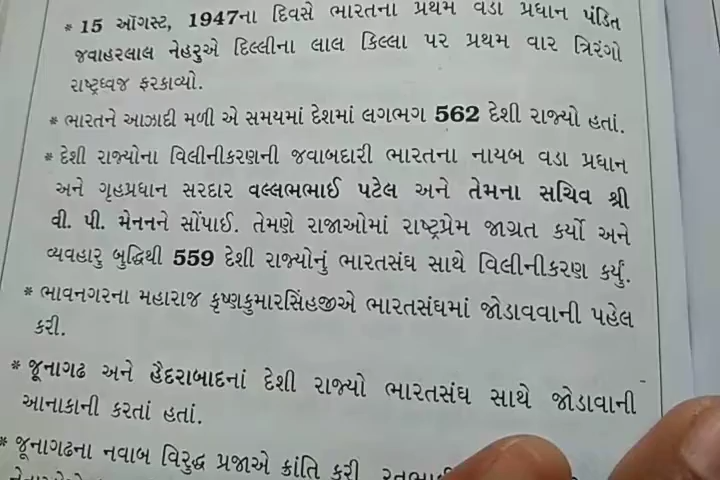 * 15 ઑગસ્ટ, 1947ના દિવસે ભારતના પ્રથમ વડા પ્રધાન પંડિત
જવાહરલાલ નેહરુએ દિલ્લીના લાલ કિલ્લા પર પ્રથમ વાર ત્રિરંગો
રાષ્ટ્રધ્વજ ફરકાવ્યો.
* ભારતને આઝાદી મળી એ સમયમાં દેશમાં લગભગ 562 દેશી રાજ્યો હતાં.
* દેશી રાજ્યોના વિલીનીકરણની જવાબદારી ભારતના નાયબ વડા પ્રધાન
અને ગૃહપ્રધાન સરદાર વલ્લભભાઈ પટેલ અને તેમના સચિવ શ્રી
વી. પી. મેનનને સોંપાઈ. તેમણે રાજાઓમાં રાષ્ટ્રપ્રેમ જાગ્રત કર્યો અને
વ્યવહારુ બુદ્ધિથી 559 દેશી રાજ્યોનું ભારતસંઘ સાથે વિલીનીકરણ કર્યું.
* ભાવનગરના મહારાજ કૃષ્ણકુમારસિંહજીએ ભારતસંઘમાં જોડાવવાની પહેલ
કરી.
* જૂનાગઢ અને હૈદરાબાદનાં દેશી રાજ્યો ભારતસંઘ સાથે જોડાવાની
આનાકાની કરતાં હતાં.
* જૂનાગઢના નવાબ વિરુદ્ધ પ્રજાએ ક્રાંતિ કરી